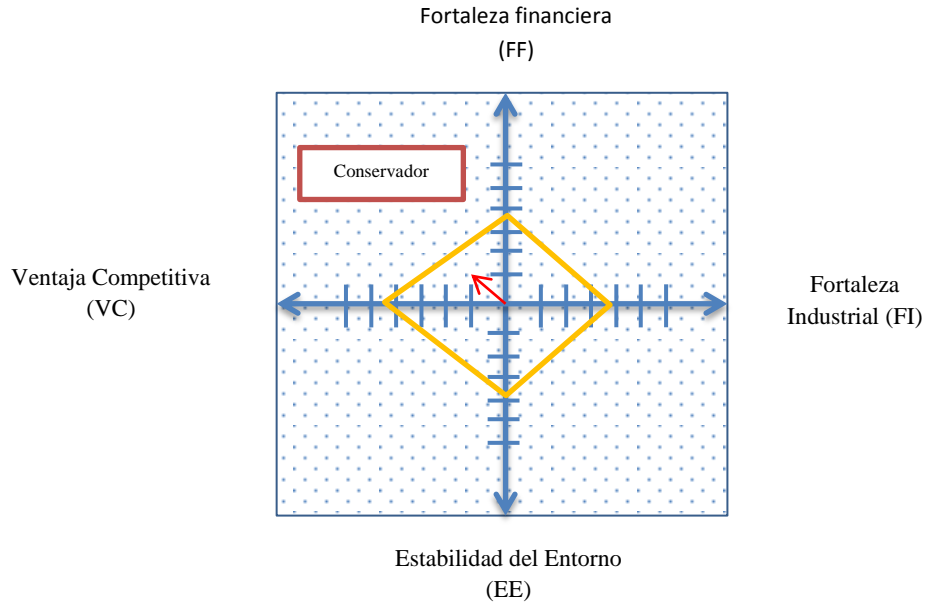 Fortaleza financiera
(FF)
Conservador
Ventaja Competitiva
(VC)
Fortaleza
Industrial (FI)
Estabilidad del Entorno
(EE)